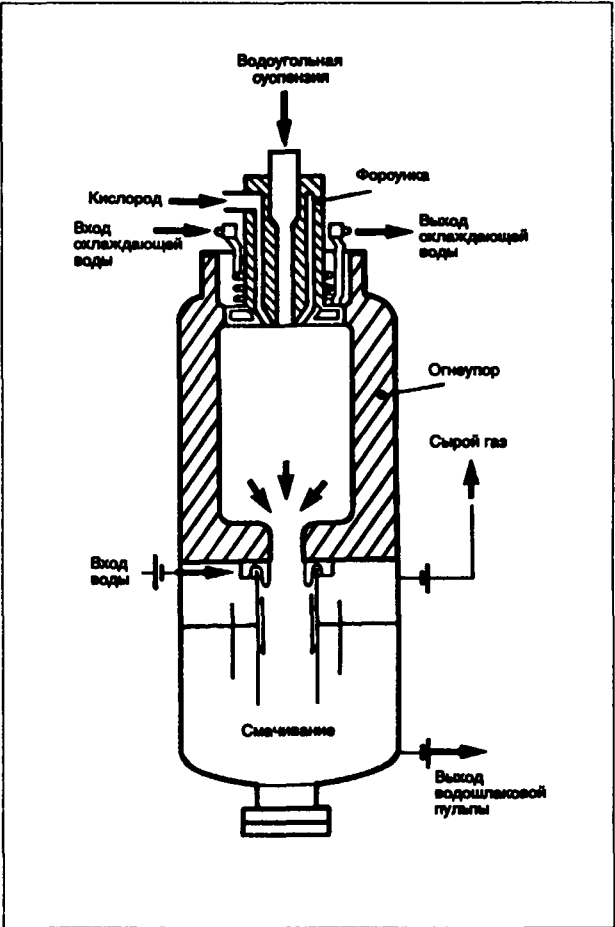 Водоугольная
суспензия
Форсунка
Кислород
Вход
охлаждающей
воды
Выход
охлаждающей
воды
Огнеупор
Сырой газ
Вход
воды
Смачивание
Выход
водошлаковой
пульпы